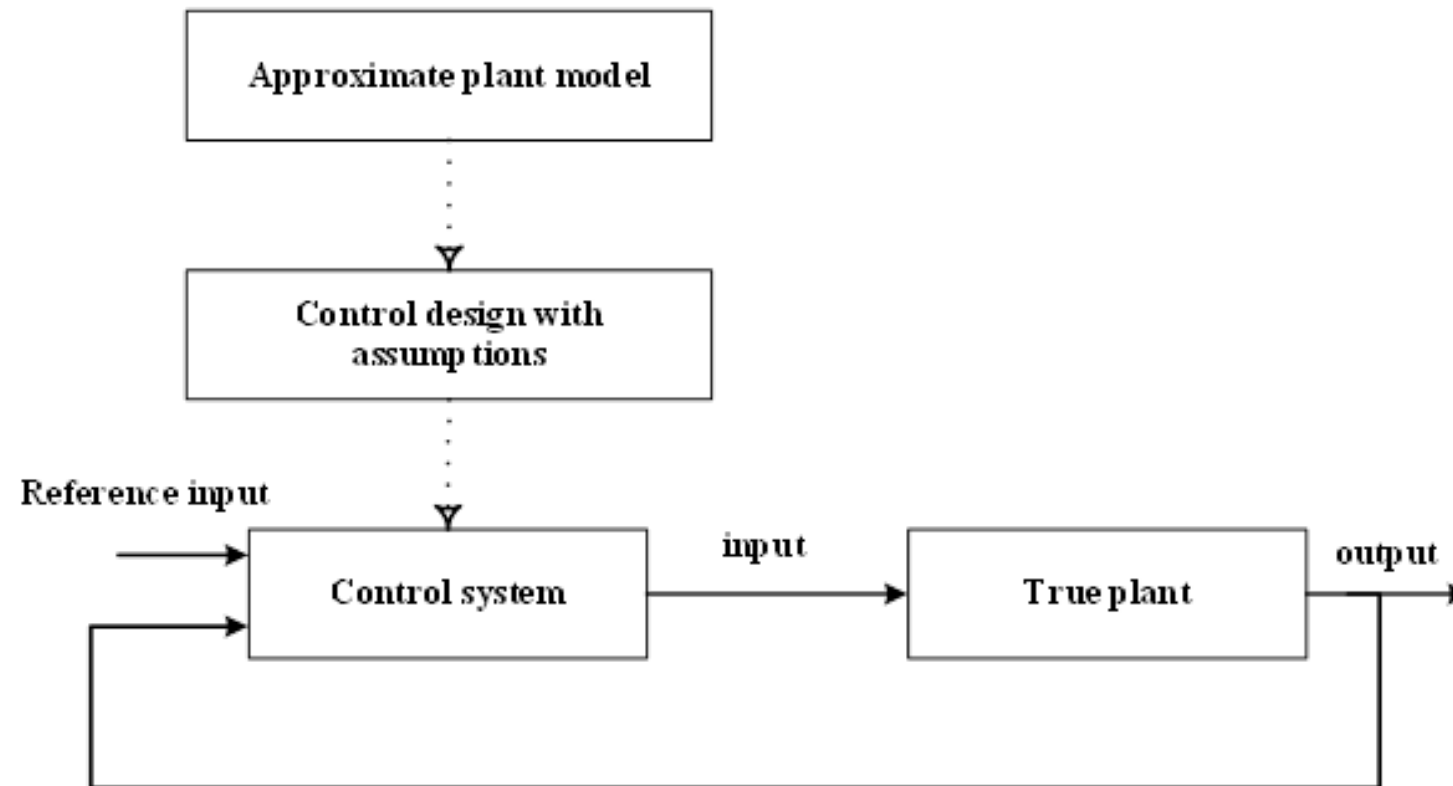 Approximate plant model
Control design with
assumptions
Reference input
Control system
input
True plant
output